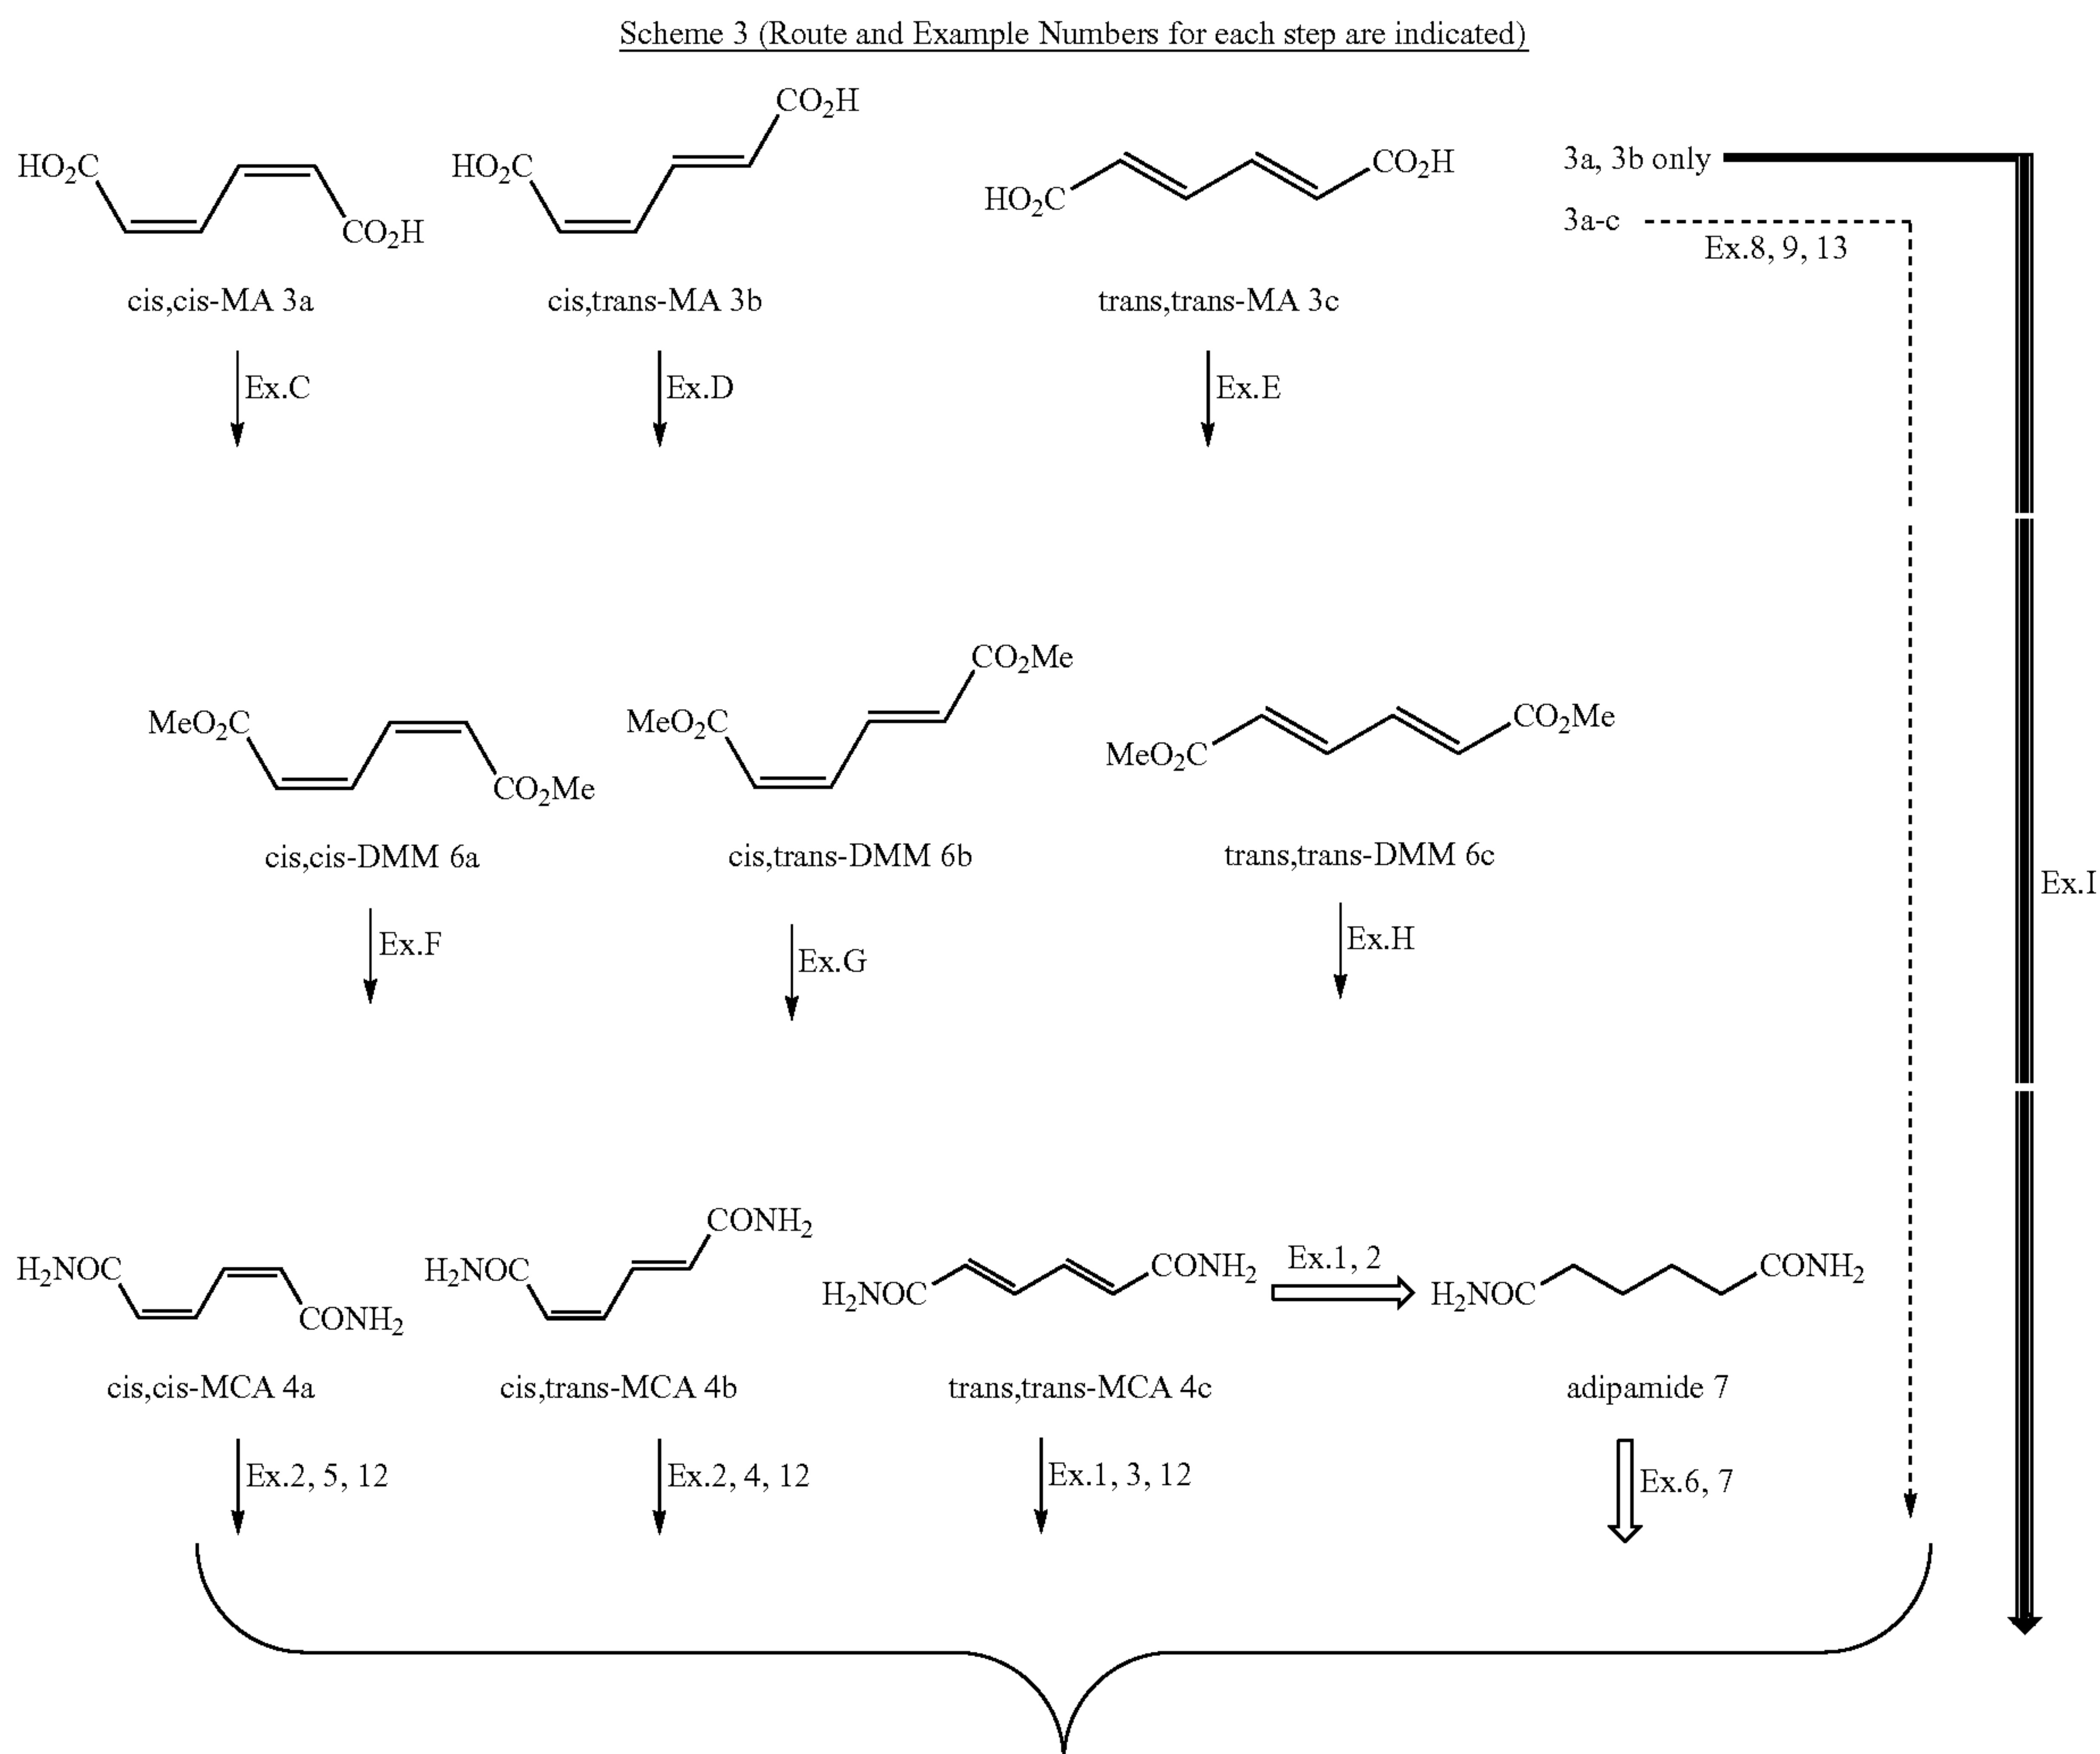 Scheme 3 (Route and Example Numbers for each step are indicated)
HO2C
CO2H
cis,cis-MA 3a
HO2C
CO2H
cis,trans-MA 3b
HO2C
CO2H
trans,trans-MA 3c
3a, 3b only
3a-c
Ex.8, 9, 13
Ex.C
Ex.D
Ex.E
MeO2C
CO2Me
cis,cis-DMM 6a
MeO2C
CO2Me
cis,trans-DMM 6b
MeO2C
CO2Me
trans,trans-DMM 6c
Ex.I
Ex.F
Ex.G
Ex.H
H2NOC
CONH2
cis,cis-MCA 4a
H2NOC
CONH2
cis,trans-MCA 4b
H2NOC
CONH2
trans,trans-MCA 4c
Ex.1, 2
H2NOC
CONH2
adipamide 7
Ex.2, 5, 12
Ex.2, 4, 12
Ex.1, 3, 12
Ex.6, 7